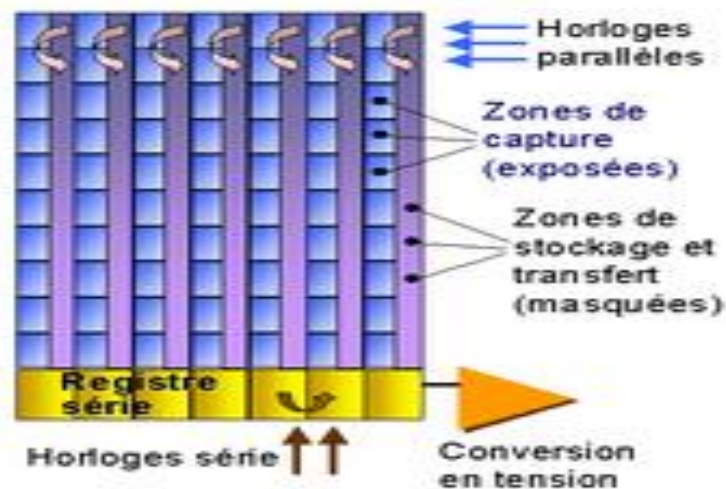 Horloges
parallèles
Zones de
capture
(exposées)
Zones de
stockage et
transfert
(masquées)
Registre
série
Horloges série
Conversion
en tension